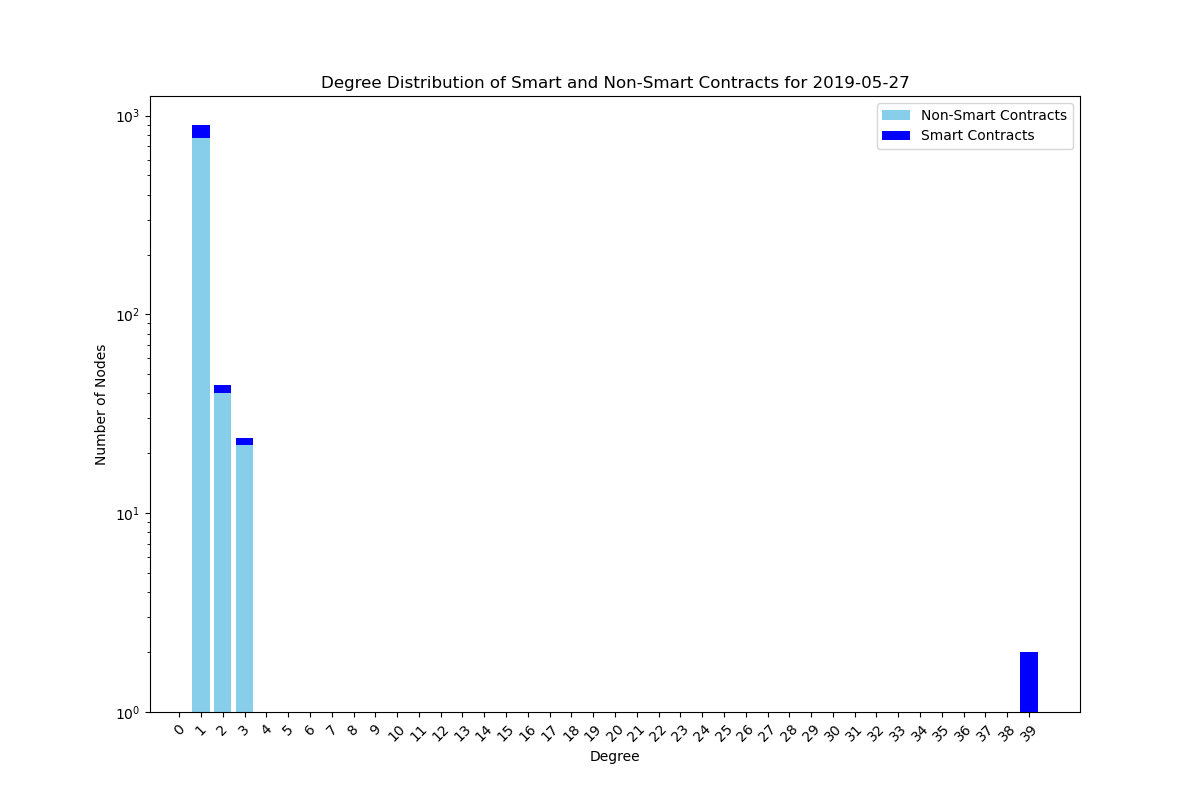 Degree Distribution of Smart and Non-Smart Contracts for 2019-05-27
Non-Smart Contracts
Smart Contracts
Number of Nodes
10³
10²
10¹
10⁰
0 1 2 3 4 5 6 7 8 9 10 11 12 13 14 15 16 17 18 19 20 21 22 23 24 25 26 27 28 29 30 31 32 33 34 35 36 37 38 39
Degree